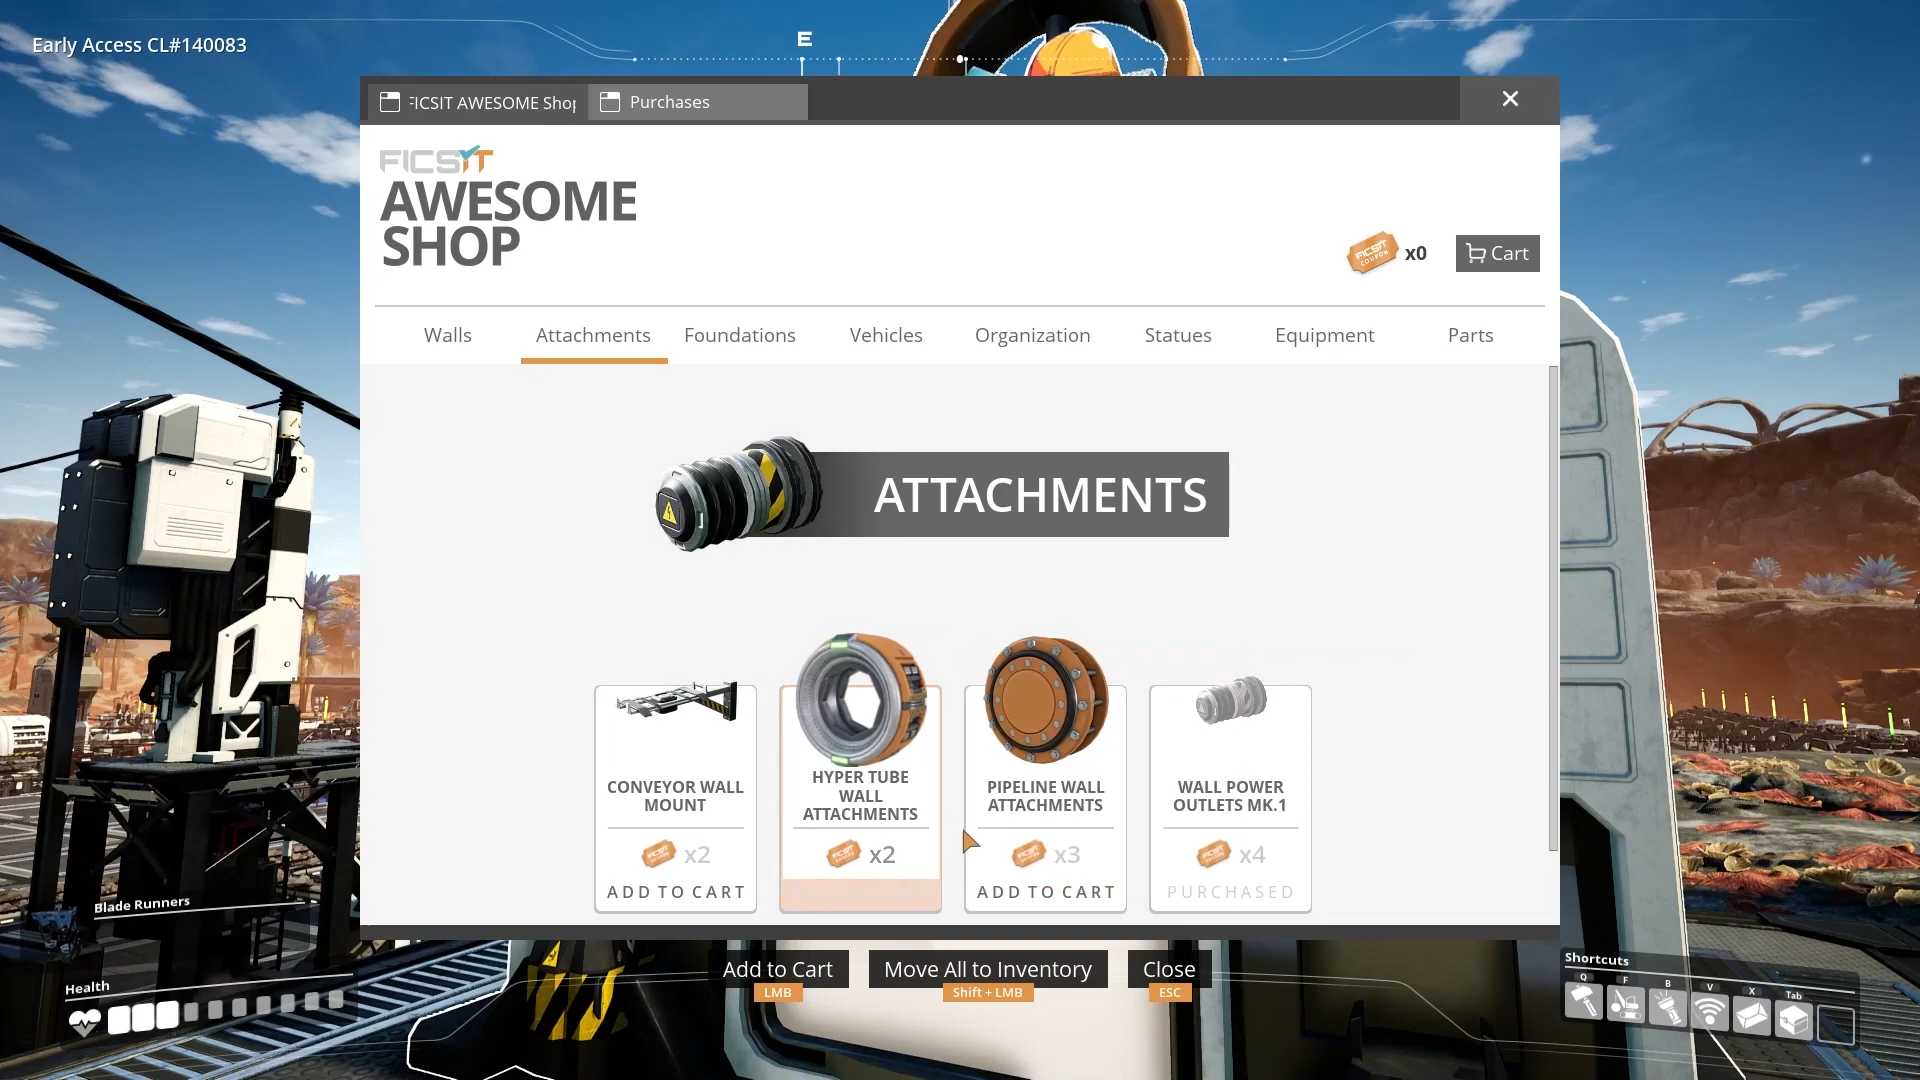 Early Access CL#140083
E
FICSIT AWESOME Shop
Purchases
FICSIT
AWESOME
SHOP
FICSIT COUPON
x0
Cart
Walls
Attachments
Foundations
Vehicles
Organization
Statues
Equipment
Parts
ATTACHMENTS
CONVEYOR WALL
MOUNT
x2
ADD TO CART
HYPER TUBE
WALL
ATTACHMENTS
x2
PIPELINE WALL
ATTACHMENTS
x3
ADD TO CART
WALL POWER
OUTLETS MK.1
x4
PURCHASED
Blade Runners
Health
Add to Cart
LMB
Move All to Inventory
Shift + LMB
Close
ESC
Shortcuts
Q
F
B
V
X
Tab